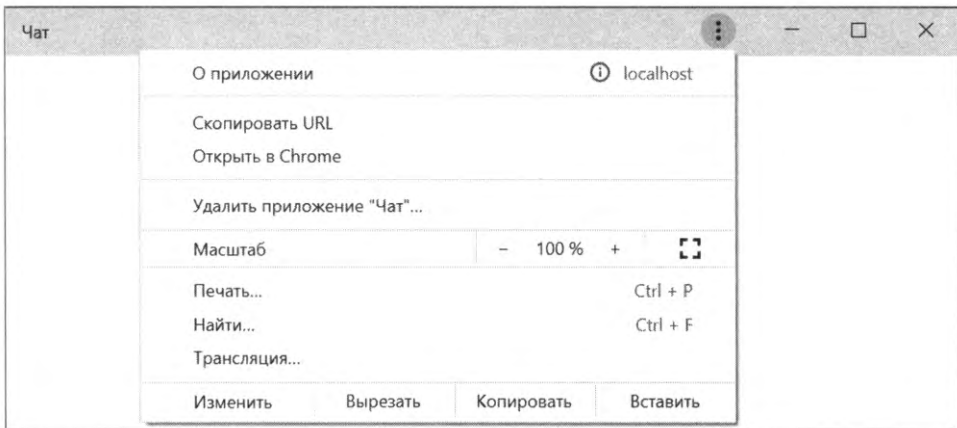 Чат
О приложении localhost
Скопировать URL
Открыть в Chrome
Удалить приложение "Чат"...
Масштаб - 100 % +
Печать... Ctrl + P
Найти... Ctrl + F
Трансляция...
Изменить Вырезать Копировать Вставить